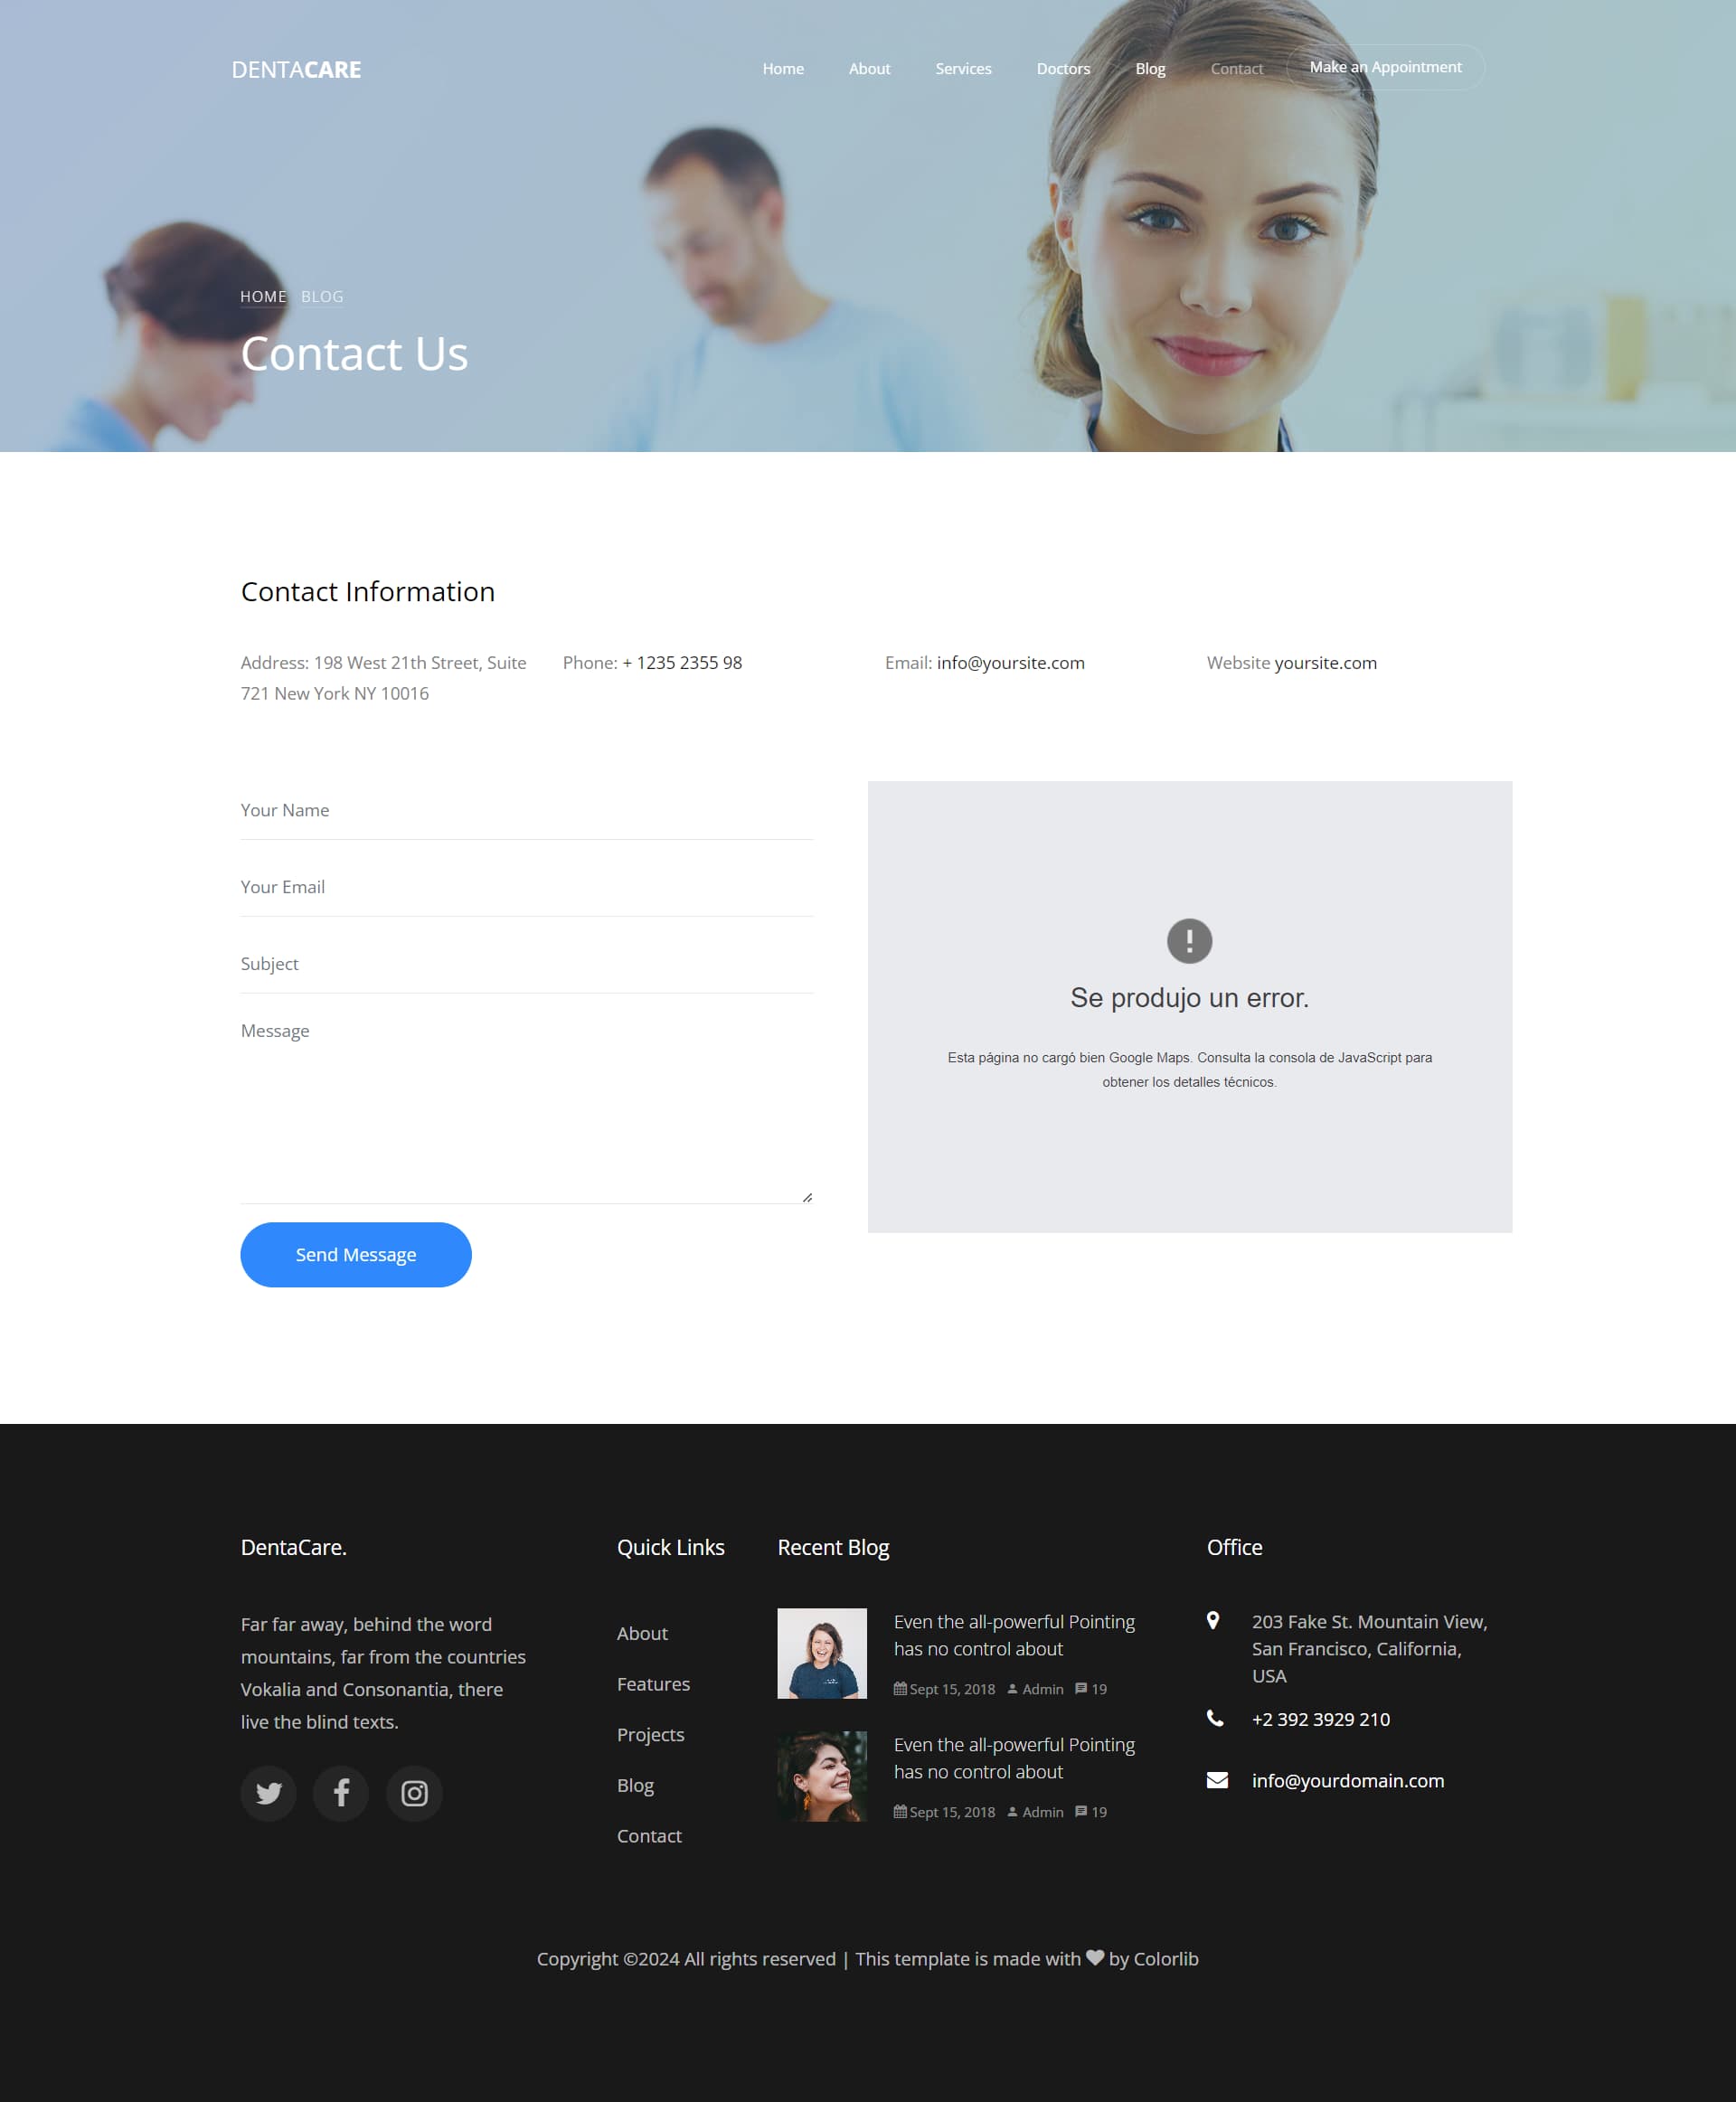 DENTACARE
Home About Services Doctors Blog Contact Make an Appointment
HOME BLOG
Contact Us
Contact Information
Address: 198 West 21th Street, Suite
721 New York NY 10016
Phone: + 1235 2355 98
Email: info@yoursite.com
Website yoursite.com
Your Name
Your Email
Subject
Message
Send Message
Se produjo un error.
Esta página no cargó bien Google Maps. Consulta la consola de JavaScript para
obtener los detalles técnicos.
DentaCare.
Far far away, behind the word
mountains, far from the countries
Vokalia and Consonantia, there
live the blind texts.
Quick Links
About
Features
Projects
Blog
Contact
Recent Blog
Even the all-powerful Pointing
has no control about
Sept 15, 2018 Admin 19
Even the all-powerful Pointing
has no control about
Sept 15, 2018 Admin 19
Office
203 Fake St. Mountain View,
San Francisco, California,
USA
+2 392 3929 210
info@yourdomain.com
Copyright ©2024 All rights reserved | This template is made with ♥ by Colorlib